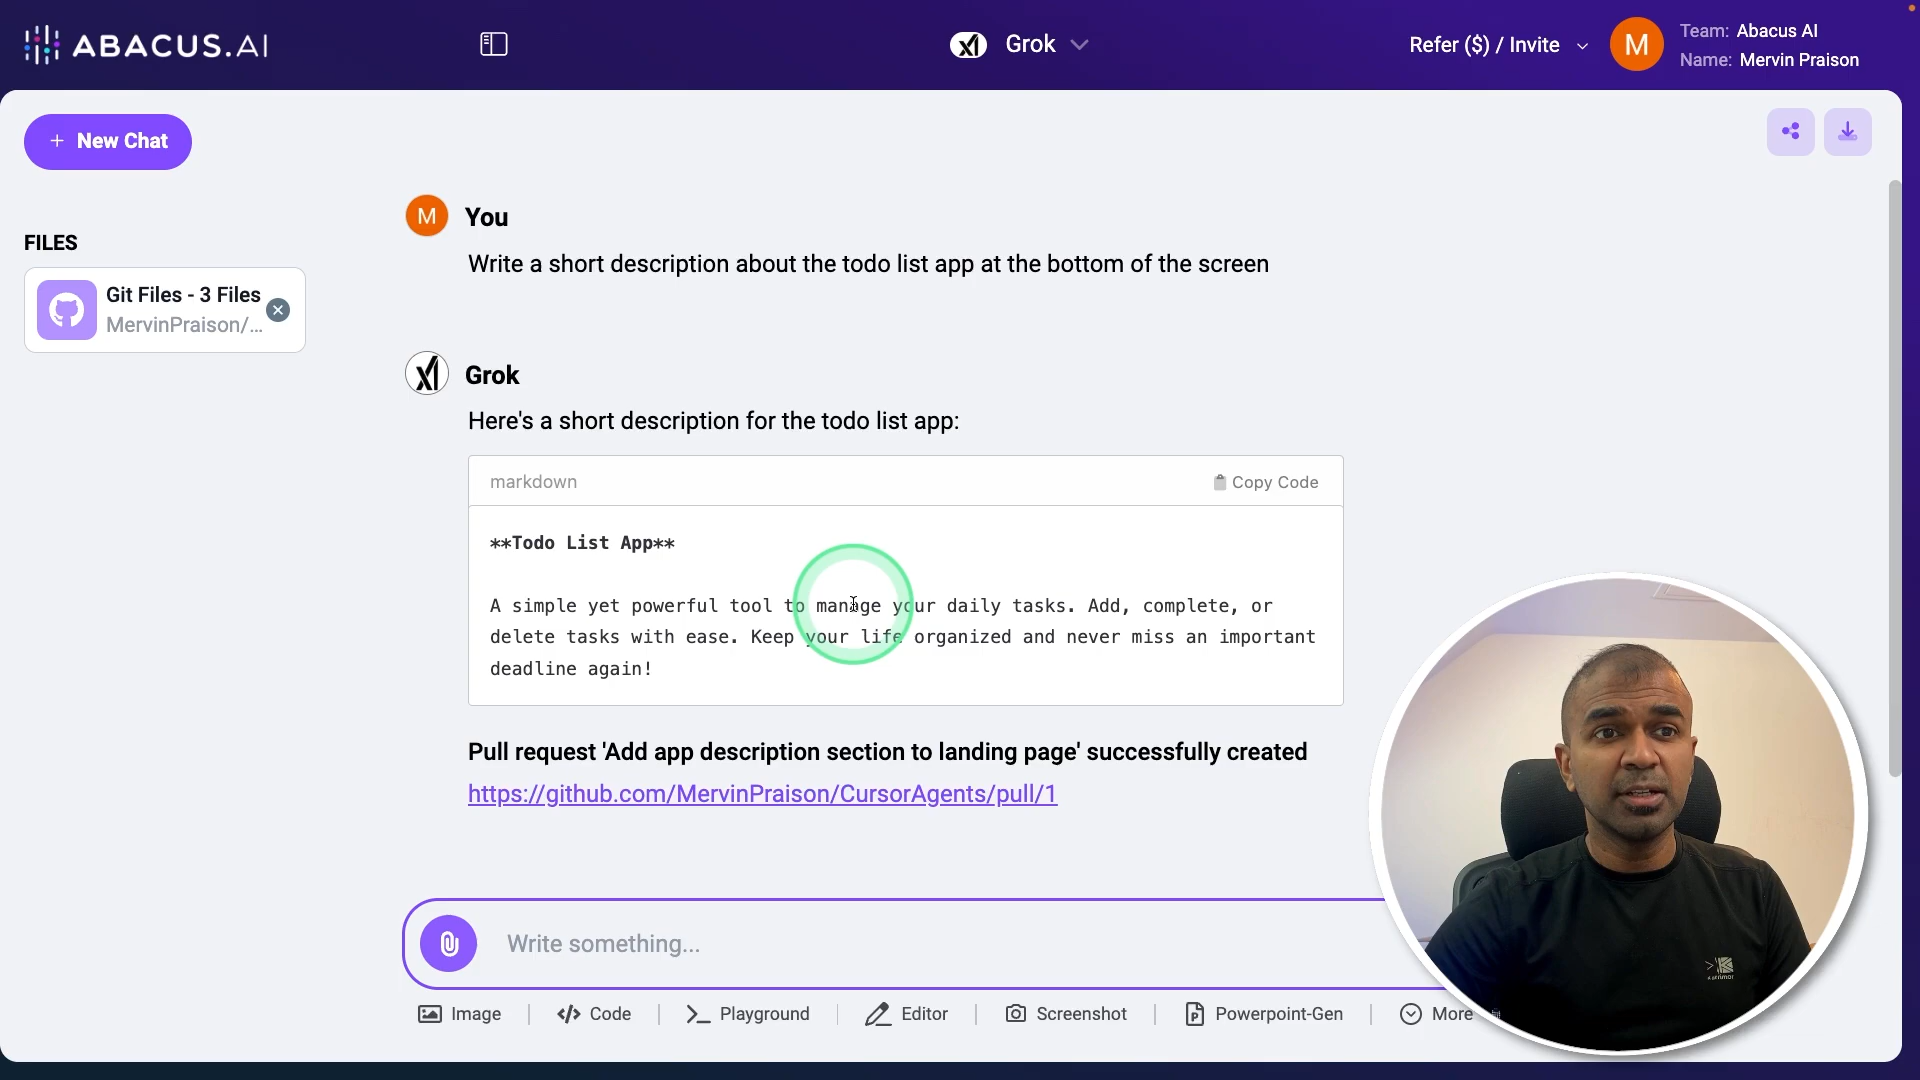 ABACUS.AI
Grok
Refer ($) / Invite
M
Team: Abacus AI
Name: Mervin Praison
+ New Chat
FILES
Git Files - 3 Files
MervinPraison/...
M
You
Write a short description about the todo list app at the bottom of the screen
Grok
Here's a short description for the todo list app:
markdown
Copy Code
**Todo List App**
A simple yet powerful tool to manage your daily tasks. Add, complete, or
delete tasks with ease. Keep your life organized and never miss an important
deadline again!
Pull request 'Add app description section to landing page' successfully created
https://github.com/MervinPraison/CursorAgents/pull/1
Write something...
Image
Code
Playground
Editor
Screenshot
Powerpoint-Gen
More